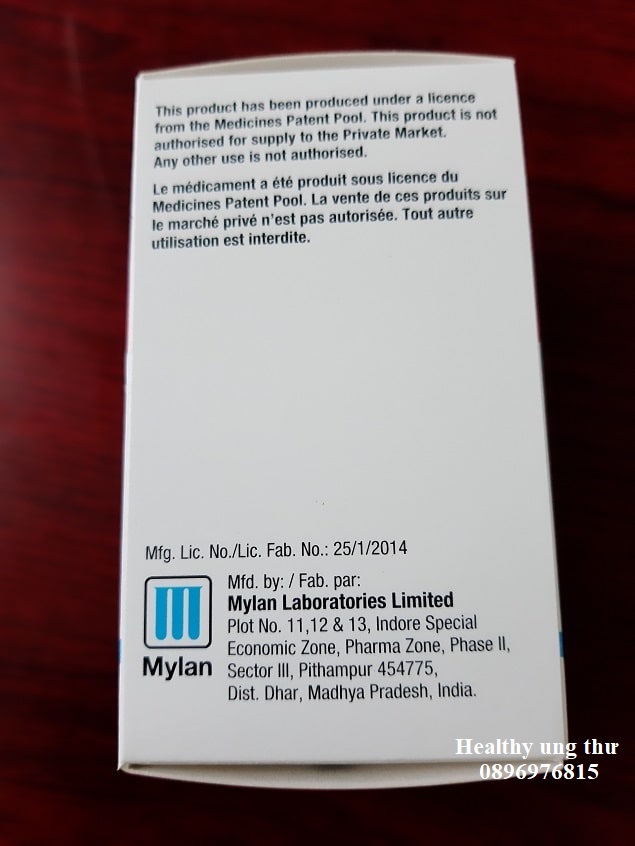 This product has been produced under a licence
from the Medicines Patent Pool. This product is not
authorised for supply to the Private Market.
Any other use is not authorised.
Le médicament a été produit sous licence du
Medicines Patent Pool. La vente de ces produits sur
le marché privé n'est pas autorisée. Tout autre
utilisation est interdite.
Mfg. Lic. No./Lic. Fab. No.: 25/1/2014
Mfd. by: / Fab. par:
Mylan Laboratories Limited
Plot No. 11,12 & 13, Indore Special
Economic Zone, Pharma Zone, Phase II,
Sector III, Pithampur 454775,
Dist. Dhar, Madhya Pradesh, India.
Mylan
Healthy ung thư
0896976815